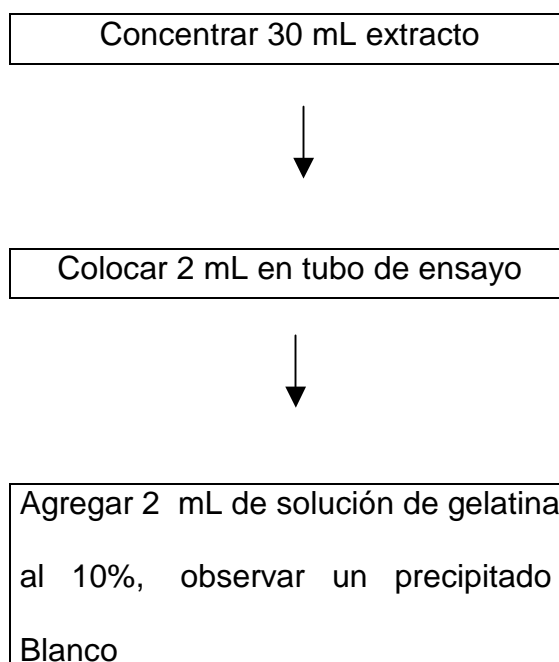 Concentrar 30 mL extracto
Colocar 2 mL en tubo de ensayo
Agregar 2 mL de solución de gelatina
al 10%, observar un precipitado
Blanco